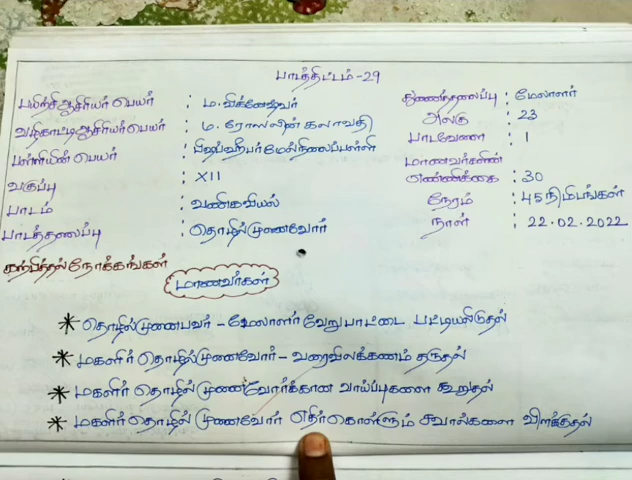 பாடத்திட்டம் -29
பயிற்சி ஆசிரியர் பெயர் : ம. விக்னேஷ்வர்
வழிகாட்டி ஆசிரியர் பெயர் : ம. ரோஸ்லின் கலாவதி
பள்ளியின் பெயர் : பிஷப்ஹீபர் மேல்நிலைப்பள்ளி
வகுப்பு : XII
பாடம் : வணிகவியல்
பாடத்தலைப்பு : தொழில் முனைவோர்
துணைத்தலைப்பு : மேலாளர்
அலகு : 23
பாடவேளை : 1
மாணவர்களின்
எண்ணிக்கை : 30
நேரம் : 45 நிமிடங்கள்
நாள் : 22.02.2022
கற்பித்தல் நோக்கங்கள்
மாணவர்கள்
* தொழில் முனைபவர் - மேலாளர் வேறுபாட்டை பட்டியலிடுதல்
* மகளிர் தொழில் முனைவோர் - வரைவிலக்கணம் தருதல்
* மகளிர் தொழில் முனைவோர்க்கான வாய்ப்புகளை கூறுதல்
* மகளிர் தொழில் முனைவோர் எதிர்கொள்ளும் சவால்களை விளக்குதல்